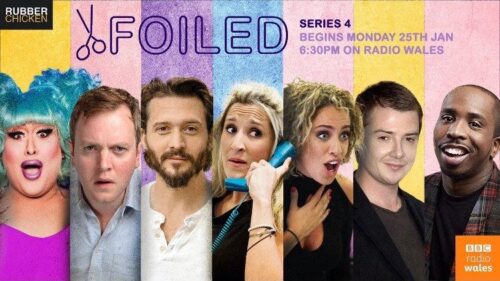 RUBBER
CHICKEN
FOILED
SERIES 4
BEGINS MONDAY 25TH JAN
6:30PM ON RADIO WALES
BBC
radio
wales